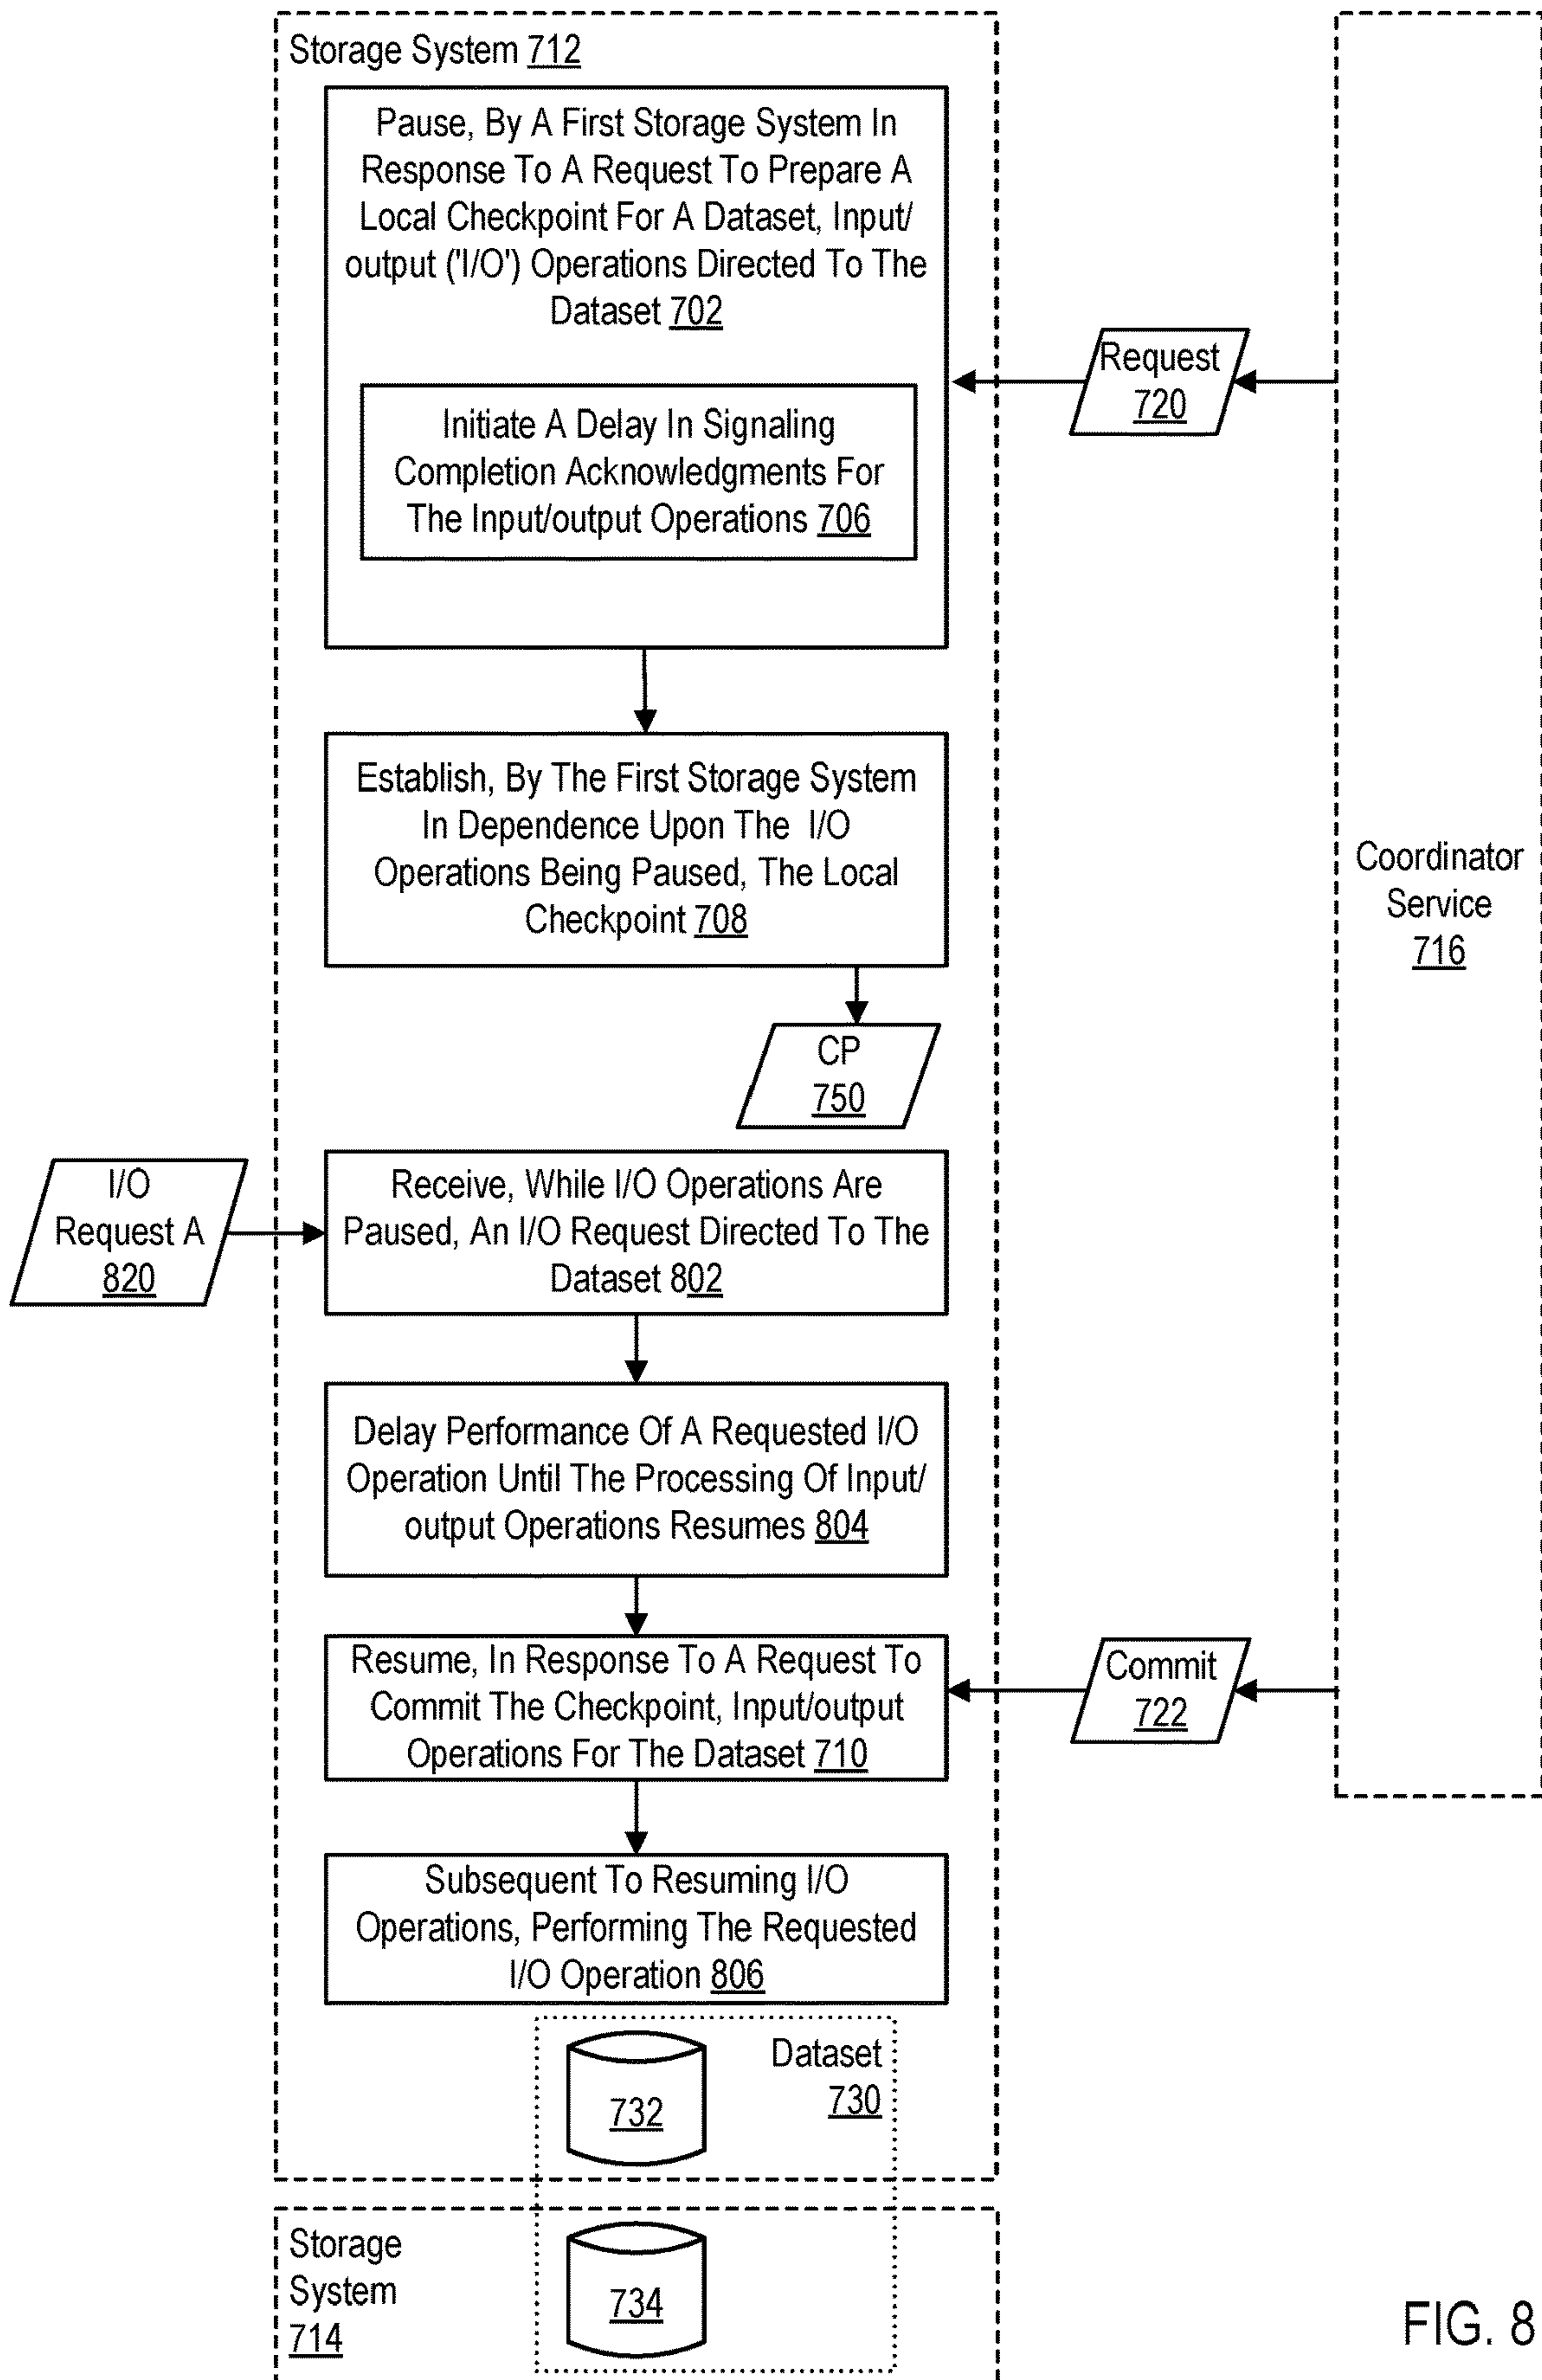 Storage System 712
Pause, By A First Storage System In
Response To A Request To Prepare A
Local Checkpoint For A Dataset, Input/
output ('I/O') Operations Directed To The
Dataset 702
Initiate A Delay In Signaling
Completion Acknowledgments For
The Input/output Operations 706
Request
720
Establish, By The First Storage System
In Dependence Upon The I/O
Operations Being Paused, The Local
Checkpoint 708
Coordinator
Service
716
CP
750
I/O
Request A
820
Receive, While I/O Operations Are
Paused, An I/O Request Directed To The
Dataset 802
Delay Performance Of A Requested I/O
Operation Until The Processing Of Input/
output Operations Resumes 804
Resume, In Response To A Request To
Commit The Checkpoint, Input/output
Operations For The Dataset 710
Commit
722
Subsequent To Resuming I/O
Operations, Performing The Requested
I/O Operation 806
Dataset
730
732
Storage
System
714
734
FIG. 8